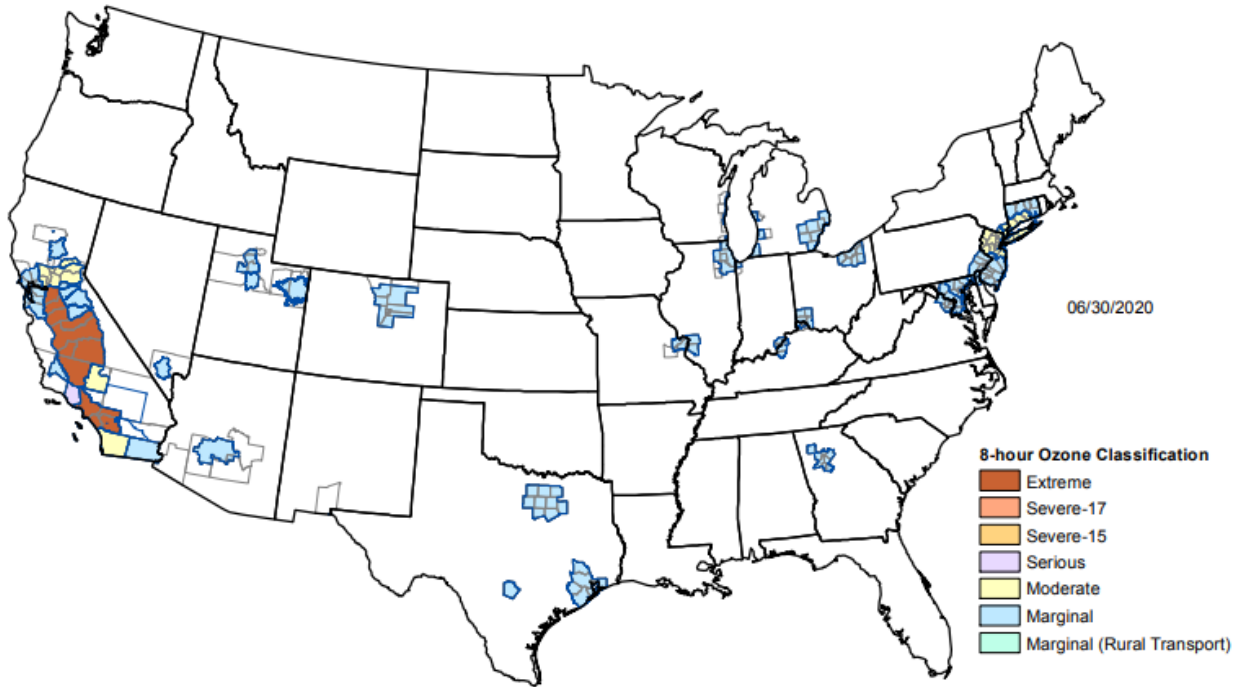 06/30/2020
8-hour Ozone Classification
Extreme
Severe-17
Severe-15
Serious
Moderate
Marginal
Marginal (Rural Transport)